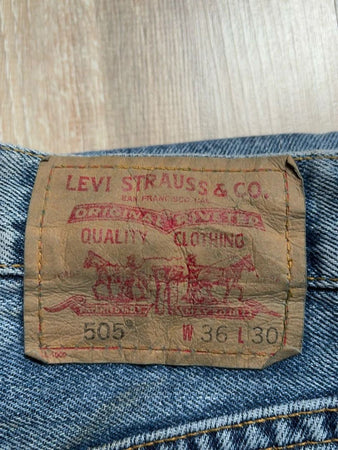 LEVI STRAUSS & CO.
SAN FRANCISCO CAL.
ORIGINAL RIVETED
QUALITY CLOTHING
505® W 36 L 30